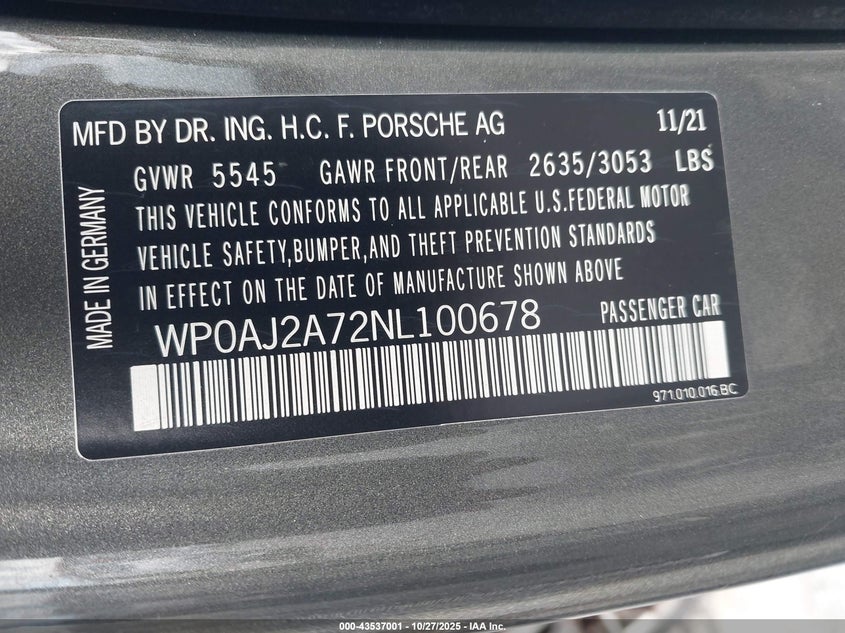 MFD BY DR. ING. H.C. F. PORSCHE AG 11/21
GVWR 5545 GAWR FRONT/REAR 2635/3053 LBS
THIS VEHICLE CONFORMS TO ALL APPLICABLE U.S.FEDERAL MOTOR
VEHICLE SAFETY,BUMPER,AND THEFT PREVENTION STANDARDS
IN EFFECT ON THE DATE OF MANUFACTURE SHOWN ABOVE
MADE IN GERMANY
WP0AJ2A72NL100678 PASSENGER CAR
971.010.016.BC
000-43537001 - 10/27/2025 - IAA Inc.